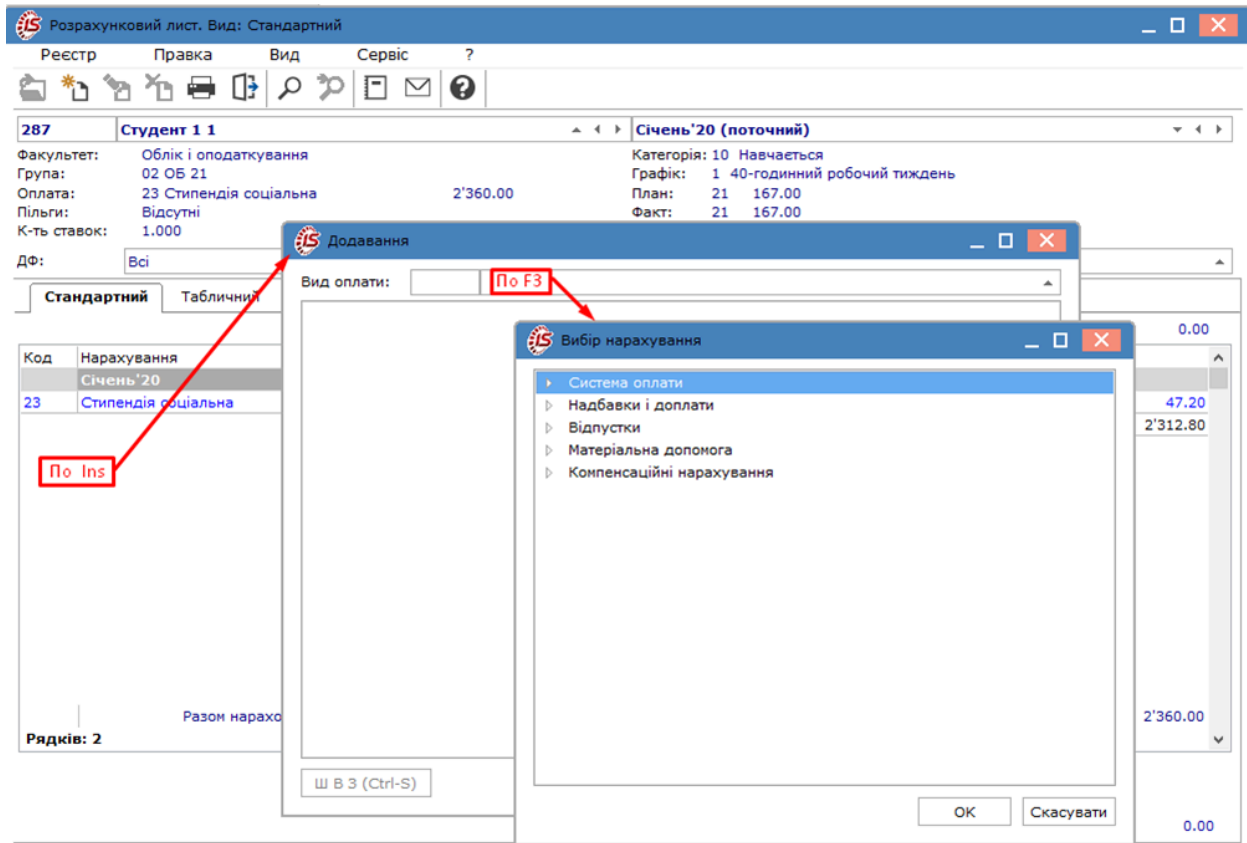 Розрахунковий лист. Вид: Стандартний
Реєстр Правка Вид Сервіс ?
287 Студент 1 1 Січень'20 (поточний)
Факультет: Облік і оподаткування Категорія: 10 Навчається
Група: 02 ОБ 21 Графік: 1 40-годинний робочий тиждень
Оплата: 23 Стипендія соціальна 2'360.00 План: 21 167.00
Пільги: Відсутні Факт: 21 167.00
К-ть ставок: 1.000
ДФ: Всі
Стандартний Табличний
0.00
Код Нарахування
Січень'20
23 Стипендія соціальна 47.20
2'312.80
По Ins
Разом нарахо 2'360.00
Рядків: 2
0.00
Додавання
Вид оплати: По F3
Ш В З (Ctrl-S)
Вибір нарахування
Система оплати
Надбавки і доплати
Відпустки
Матеріальна допомога
Компенсаційні нарахування
OK Скасувати